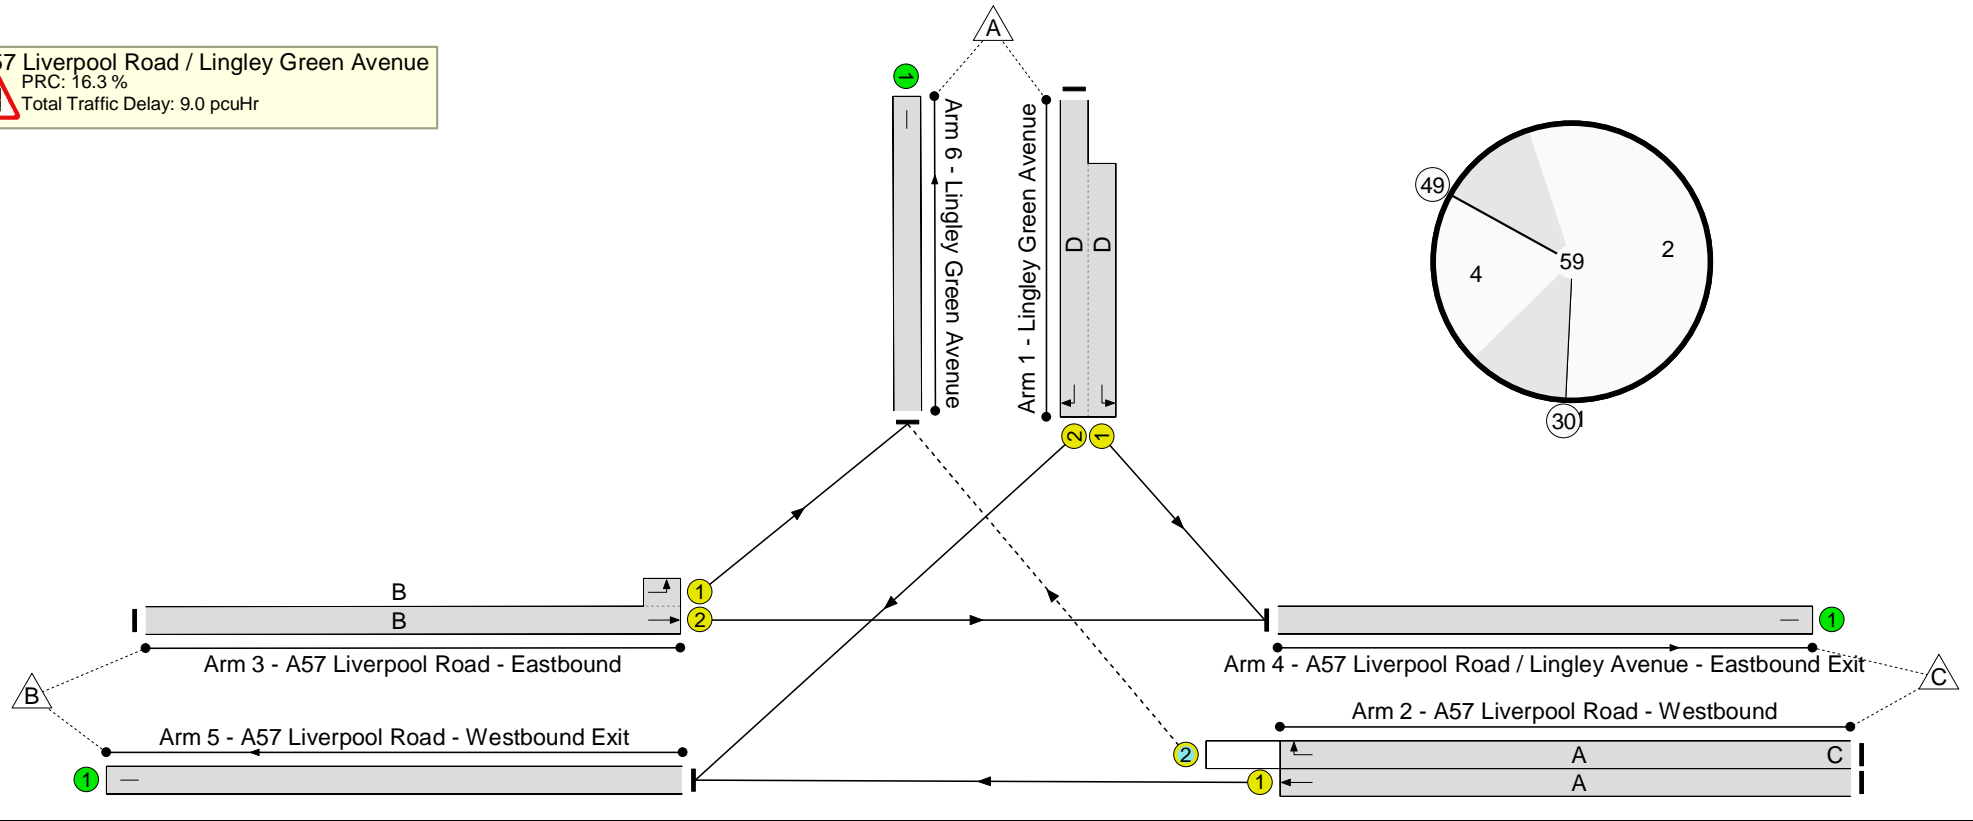 57 Liverpool Road / Lingley Green Avenue
PRC: 16.3 %
Total Traffic Delay: 9.0 pcuHr
A
1
Arm 6 - Lingley Green Avenue
Arm 1 - Lingley Green Avenue
D D
2 1
49
59
2
4
30
B
B
1
2
Arm 3 - A57 Liverpool Road - Eastbound
B
Arm 5 - A57 Liverpool Road - Westbound Exit
1
1
Arm 4 - A57 Liverpool Road / Lingley Avenue - Eastbound Exit
C
Arm 2 - A57 Liverpool Road - Westbound
2
A C
1
A